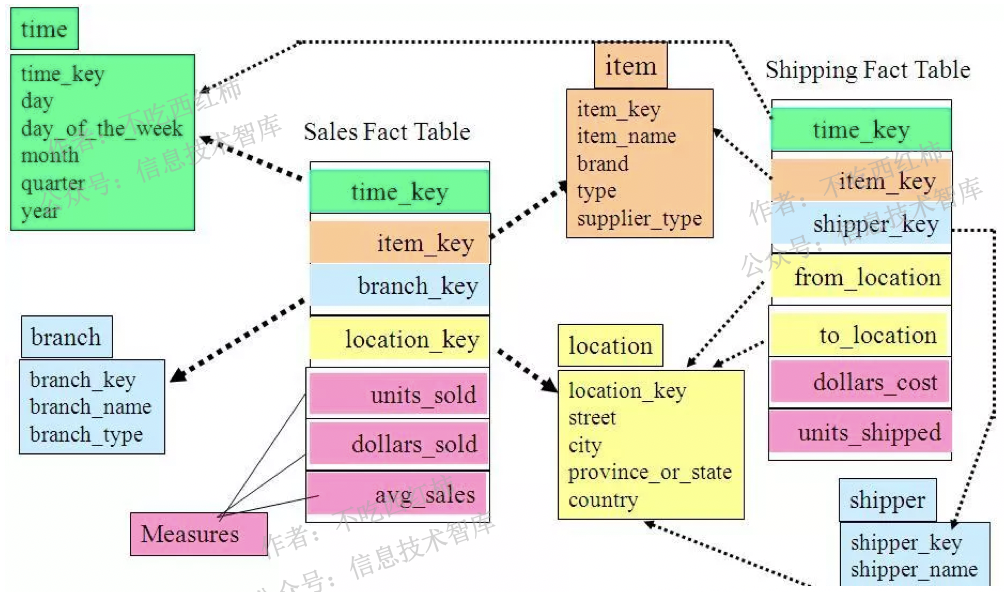 time
time_key
day
day_of_the_week
month
quarter
year
Sales Fact Table
time_key
item_key
branch_key
location_key
units_sold
dollars_sold
avg_sales
Measures
branch
branch_key
branch_name
branch_type
item
item_key
item_name
brand
type
supplier_type
location
location_key
street
city
province_or_state
country
Shipping Fact Table
time_key
item_key
shipper_key
from_location
to_location
dollars_cost
units_shipped
shipper
shipper_key
shipper_name
作者：不吃西红柿
公众号：信息技术智库
作者：不吃西红柿
公众号：信息技术智库
作者：不吃西红柿
公众号：信息技术智库